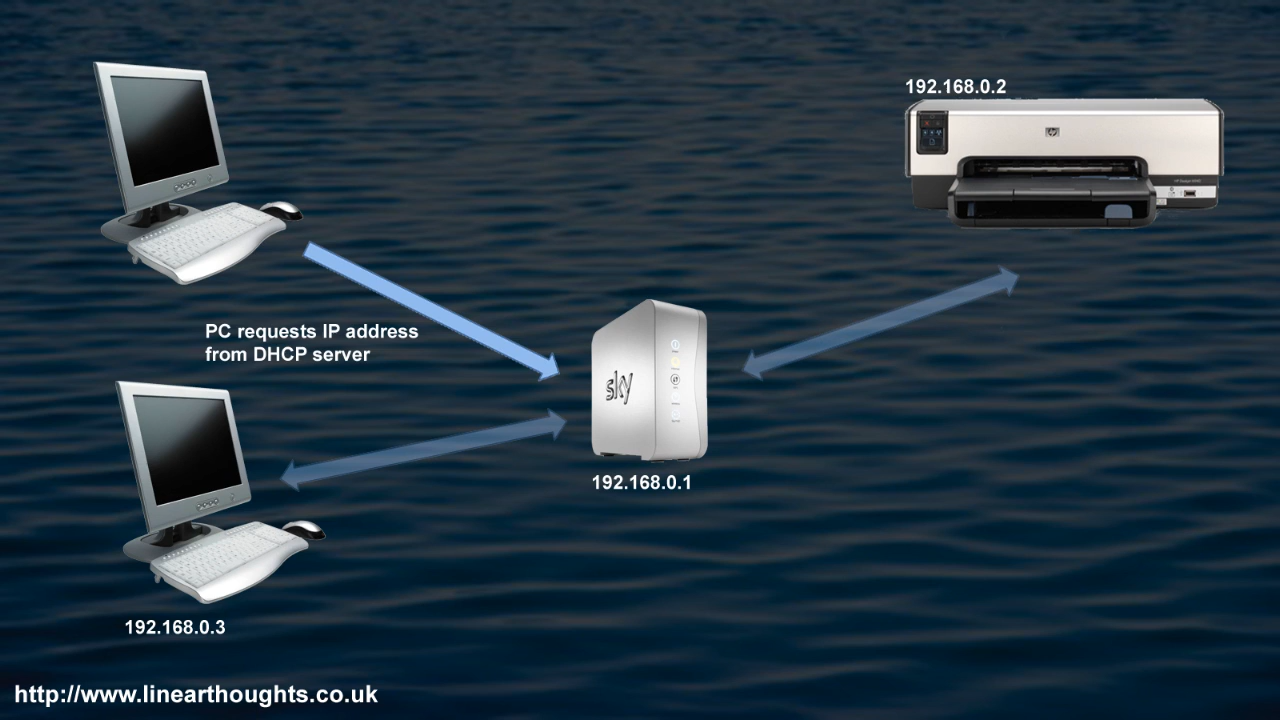 192.168.0.2
hp
PC requests IP address
from DHCP server
sky
192.168.0.1
192.168.0.3
http://www.linearthoughts.co.uk